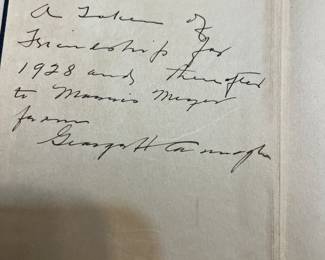 A Token of
Friendship for
1928 and thereafter
to Morris Meyer
from
George H